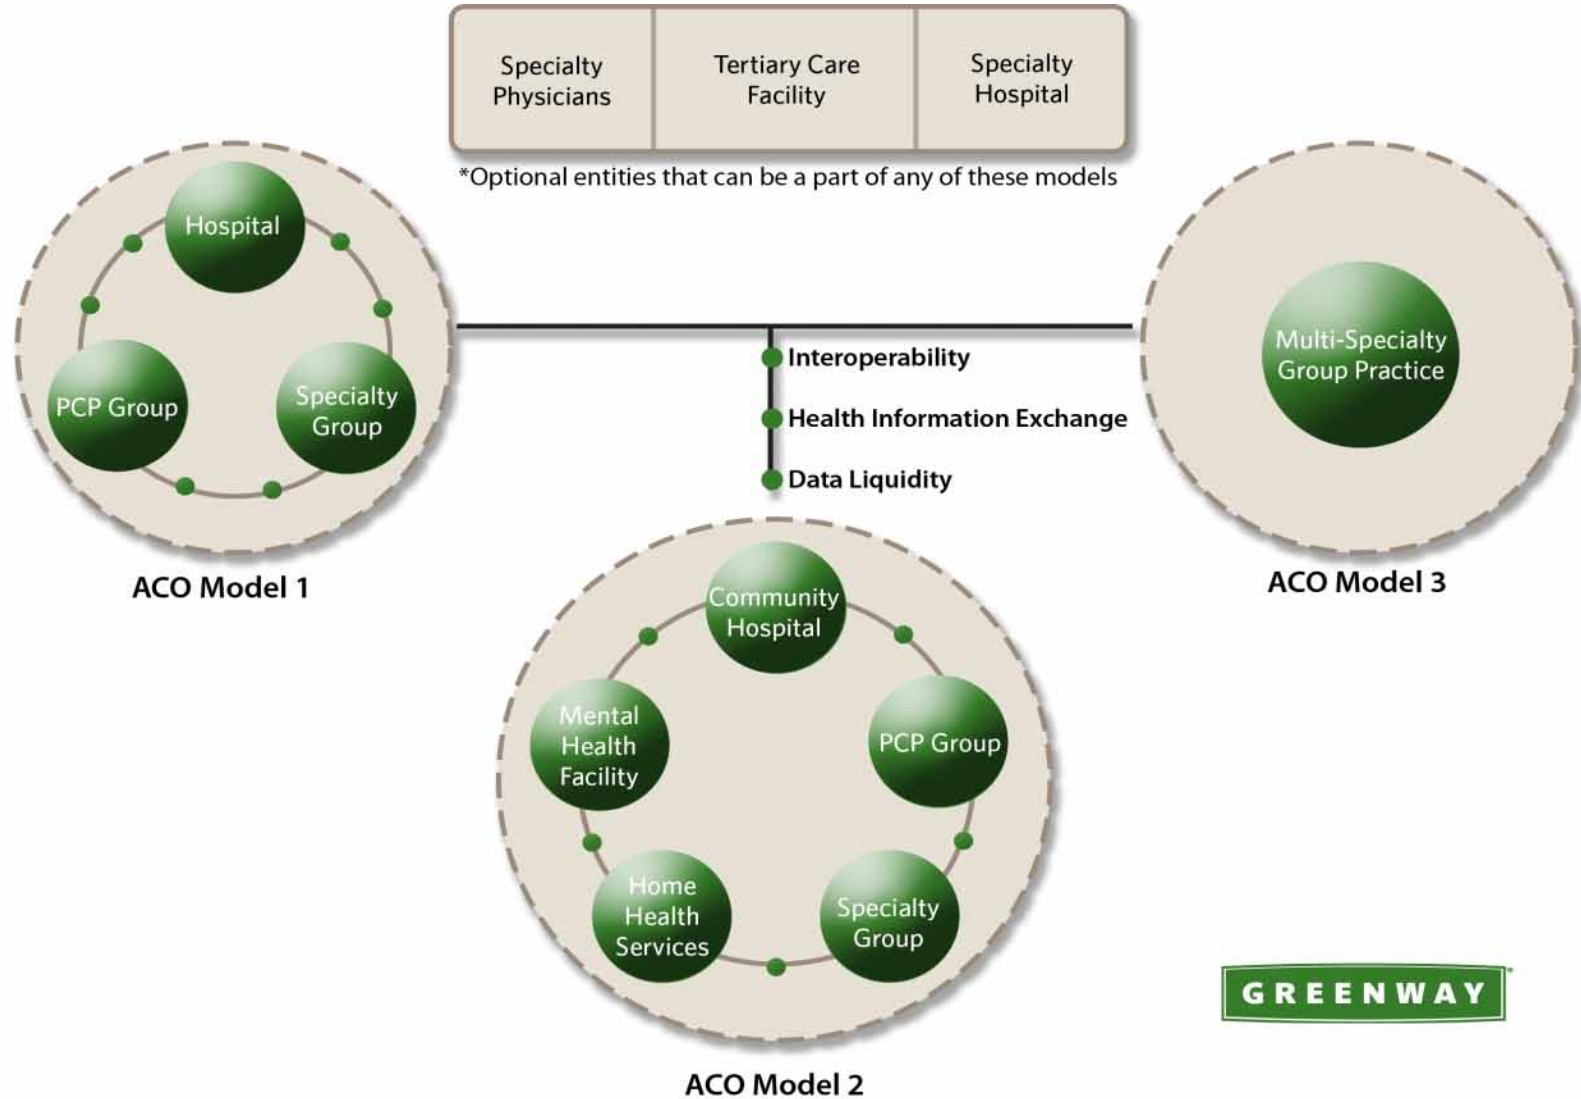 Specialty
Physicians
Tertiary Care
Facility
Specialty
Hospital
*Optional entities that can be a part of any of these models
Hospital
PCP Group
Specialty
Group
ACO Model 1
Interoperability
Health Information Exchange
Data Liquidity
Multi-Specialty
Group Practice
ACO Model 3
Community
Hospital
Mental
Health
Facility
PCP Group
Home
Health
Services
Specialty
Group
ACO Model 2
GREENWAY